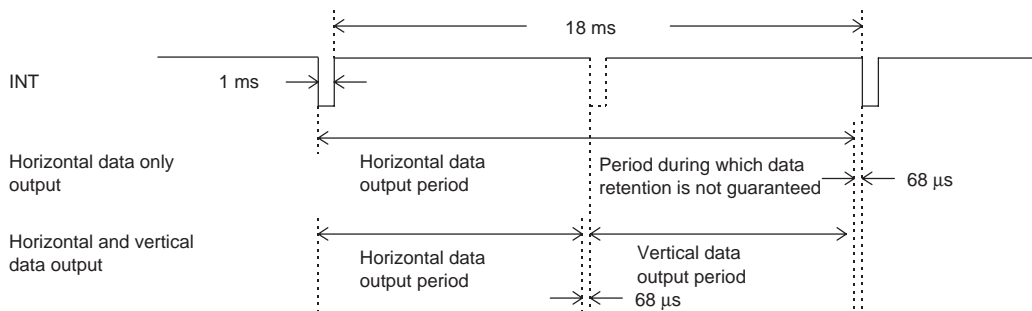 18 ms
INT
1 ms
Horizontal data only
output
Horizontal data
output period
Period during which data
retention is not guaranteed
68 µs
Horizontal and vertical
data output
Horizontal data
output period
Vertical data
output period
68 µs